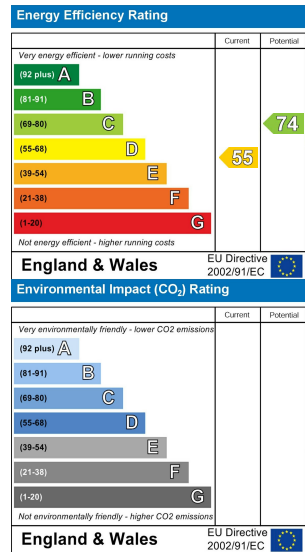 Energy Efficiency Rating
Current Potential
Very energy efficient - lower running costs
(92 plus) A
(81-91) B
(69-80) C
74
(55-68) D
55
(39-54) E
(21-38) F
(1-20) G
Not energy efficient - higher running costs
England & Wales
EU Directive
2002/91/EC
Environmental Impact (CO₂) Rating
Current Potential
Very environmentally friendly - lower CO2 emissions
(92 plus) A
(81-91) B
(69-80) C
(55-68) D
(39-54) E
(21-38) F
(1-20) G
Not environmentally friendly - higher CO2 emissions
England & Wales
EU Directive
2002/91/EC